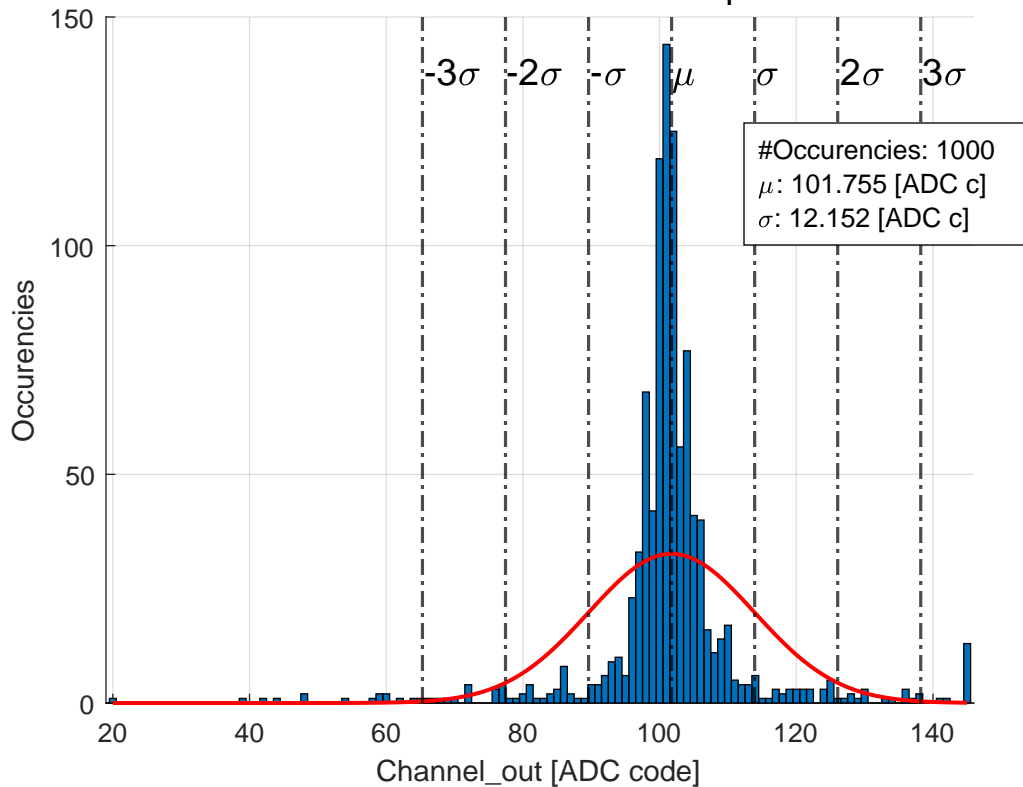 150
100
50
0
-3σ -2σ -σ μ σ 2σ 3σ
#Occurencies: 1000
μ: 101.755 [ADC c]
σ: 12.152 [ADC c]
Occurencies
20 40 60 80 100 120 140
Channel_out [ADC code]